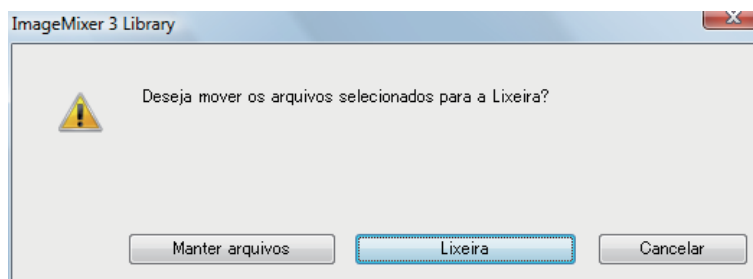 ImageMixer 3 Library
Deseja mover os arquivos selecionados para a Lixeira?
Manter arquivos
Lixeira
Cancelar